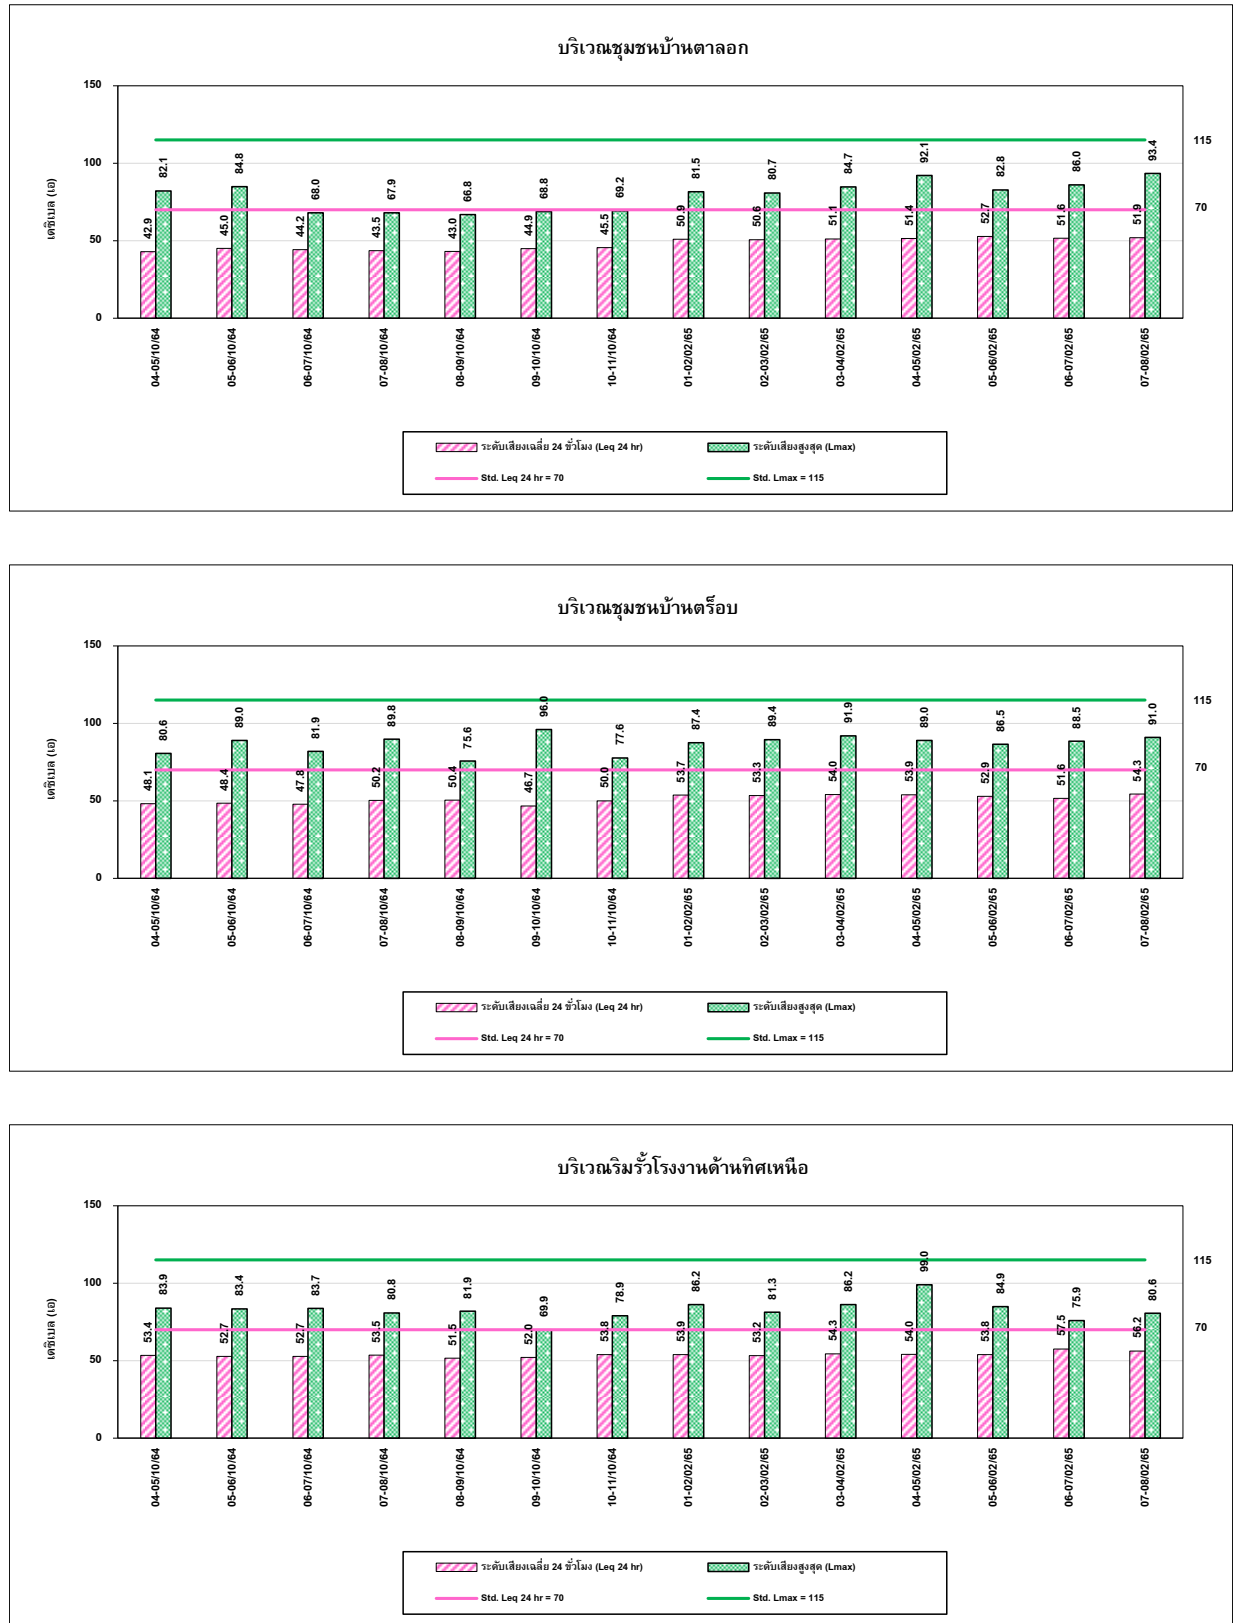 บริเวณชุมชนบ้านตาลอก
เดซิเบล (เอ)
150
100
50
0
115
70
42.9 82.1 45.0 84.8 44.2 68.0 43.5 67.9 43.0 66.8 44.9 68.8 45.5 69.2 50.9 81.5 50.6 80.7 51.1 84.7 51.4 92.1 52.7 82.8 51.6 86.0 51.9 93.4
04-05/10/64 05-06/10/64 06-07/10/64 07-08/10/64 08-09/10/64 09-10/10/64 10-11/10/64 01-02/02/65 02-03/02/65 03-04/02/65 04-05/02/65 05-06/02/65 06-07/02/65 07-08/02/65
ระดับเสียงเฉลี่ย 24 ชั่วโมง (Leq 24 hr) ระดับเสียงสูงสุด (Lmax)
Std. Leq 24 hr = 70 Std. Lmax = 115
บริเวณชุมชนบ้านตร็อบ
เดซิเบล (เอ)
150
100
50
0
115
70
48.1 80.6 48.4 89.0 47.8 81.9 50.2 89.8 50.4 75.6 46.7 96.0 50.0 77.6 53.7 87.4 53.3 89.4 54.0 91.9 53.9 89.0 52.9 86.5 51.6 88.5 54.3 91.0
04-05/10/64 05-06/10/64 06-07/10/64 07-08/10/64 08-09/10/64 09-10/10/64 10-11/10/64 01-02/02/65 02-03/02/65 03-04/02/65 04-05/02/65 05-06/02/65 06-07/02/65 07-08/02/65
ระดับเสียงเฉลี่ย 24 ชั่วโมง (Leq 24 hr) ระดับเสียงสูงสุด (Lmax)
Std. Leq 24 hr = 70 Std. Lmax = 115
บริเวณริมรั้วโรงงานด้านทิศเหนือ
เดซิเบล (เอ)
150
100
50
0
115
70
53.4 83.9 52.7 83.4 52.7 83.7 53.5 80.8 51.5 81.9 52.0 69.9 53.8 78.9 53.9 86.2 53.2 81.3 54.3 86.2 54.0 99.0 53.8 84.9 57.5 75.9 56.2 80.6
04-05/10/64 05-06/10/64 06-07/10/64 07-08/10/64 08-09/10/64 09-10/10/64 10-11/10/64 01-02/02/65 02-03/02/65 03-04/02/65 04-05/02/65 05-06/02/65 06-07/02/65 07-08/02/65
ระดับเสียงเฉลี่ย 24 ชั่วโมง (Leq 24 hr) ระดับเสียงสูงสุด (Lmax)
Std. Leq 24 hr = 70 Std. Lmax = 115